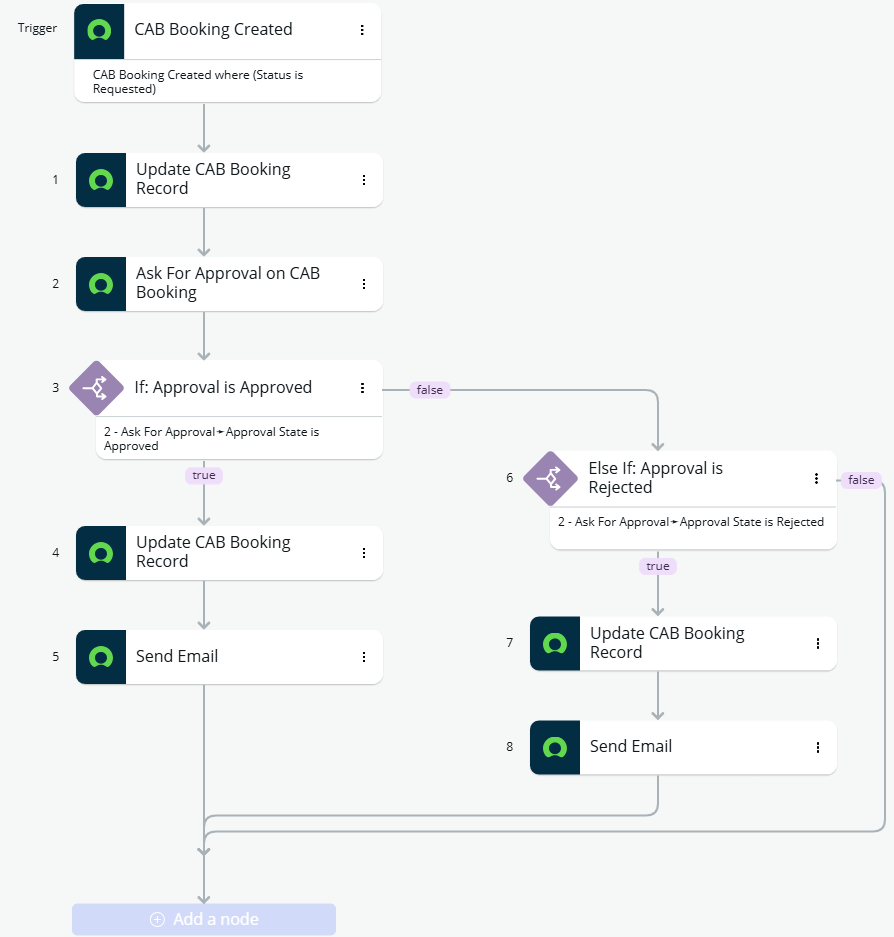 Trigger
CAB Booking Created
CAB Booking Created where (Status is
Requested)
1
Update CAB Booking
Record
2
Ask For Approval on CAB
Booking
3
If: Approval is Approved
false
2 - Ask For Approval➛Approval State is
Approved
true
6
Else If: Approval is
Rejected
false
2 - Ask For Approval➛Approval State is Rejected
true
4
Update CAB Booking
Record
5
Send Email
7
Update CAB Booking
Record
8
Send Email
Add a node